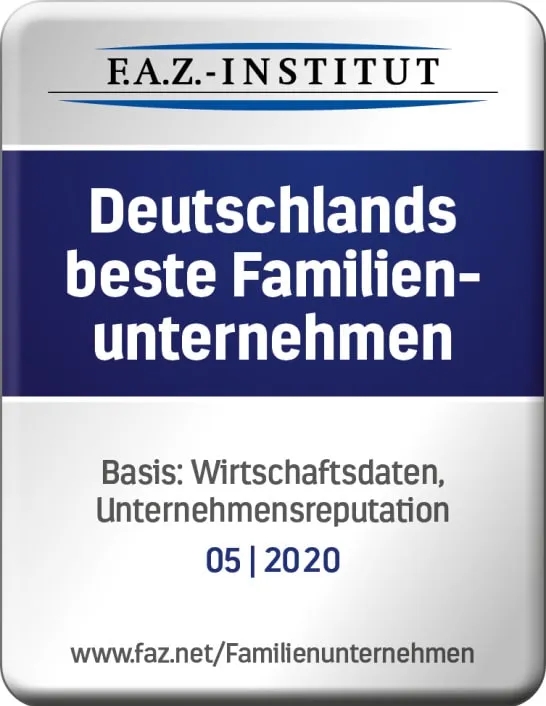 F.A.Z.-INSTITUT
Deutschlands
beste Familien-
unternehmen
Basis: Wirtschaftsdaten,
Unternehmensreputation
05 | 2020
www.faz.net/Familienunternehmen